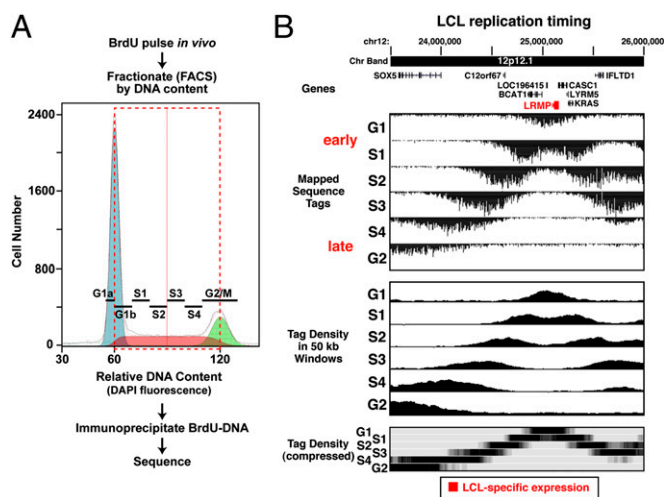 A
BrdU pulse in vivo
Fractionate (FACS)
by DNA content
2400
1800
1200
800
400
0
Cell Number
G1a
S1
S3
G2/M
G1b
S2
S4
30
60
90
120
Relative DNA Content
(DAPI fluorescence)
Immunoprecipitate BrdU-DNA
Sequence
B
LCL replication timing
chr12:
24,000,000
25,000,000
26,000,000
Chr Band
12p12.1
Genes
SOX5
C12orf67
IFLTD1
LOC196415
CASC1
BCAT1
LYRM5
LRMP
KRAS
early
late
Mapped
Sequence
Tags
G1
S1
S2
S3
S4
G2
Tag Density
in 50 kb
Windows
G1
S1
S2
S3
S4
G2
Tag Density
(compressed)
G1
S1
S2
S3
S4
G2
LCL-specific expression